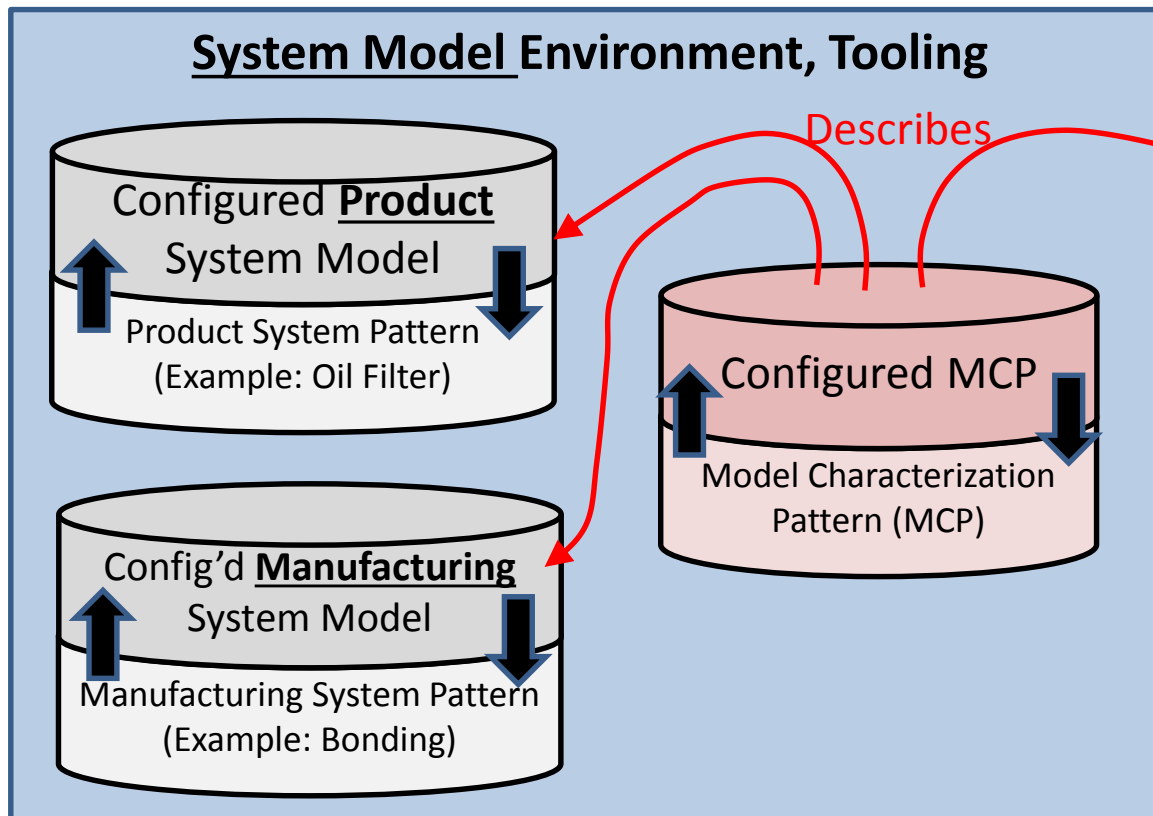 System Model Environment, Tooling
Describes
Configured Product
System Model
Product System Pattern
(Example: Oil Filter)
Configured MCP
Model Characterization
Pattern (MCP)
Config’d Manufacturing
System Model
Manufacturing System Pattern
(Example: Bonding)